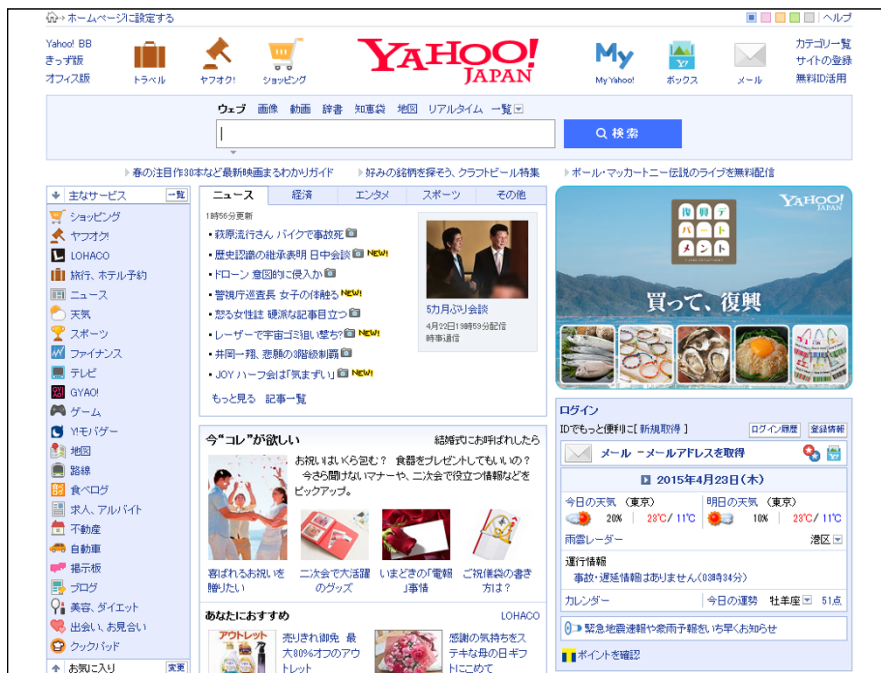 ホームページに設定する
ヘルプ
Yahoo! BB
きっず版
オフィス版
トラベル
ヤフオク!
ショッピング
YAHOO!
JAPAN
My
My Yahoo!
ボックス
メール
カテゴリ一覧
サイトの登録
無料ID活用
ウェブ 画像 動画 辞書 知恵袋 地図 リアルタイム 一覧
検索
春の注目作30本など最新映画まるわかりガイド
好みの銘柄を探そう、クラフトビール特集
ポール・マッカートニー伝説のライブを無料配信
主なサービス 一覧
ショッピング
ヤフオク!
LOHACO
旅行、ホテル予約
ニュース
天気
スポーツ
ファイナンス
テレビ
GYAO!
ゲーム
Y!モバゲー
地図
路線
食べログ
求人、アルバイト
不動産
自動車
掲示板
ブログ
美容、ダイエット
出会い、お見合い
クックパッド
お気に入り 変更
ニュース 経済 エンタメ スポーツ その他
1時56分更新
萩原流行さん バイクで事故死
歴史認識の継承表明 日中会談 NEW!
ドローン 意図的に侵入か
警視庁巡査長 女子の体触る NEW!
怒る女性誌 硬派な記事目立つ
レーザーで宇宙ゴミ狙い撃ち? NEW!
井岡一翔、悲願の3階級制覇
JOY ハーフ会は「気まずい」 NEW!
もっと見る 記事一覧
5カ月ぶり会談
4月22日19時59分配信
時事通信
今“コレ”が欲しい
結婚式にお呼ばれしたら
お祝いはいくら包む? 食器をプレゼントしてもいいの?
今さら聞けないマナーや、二次会で役立つ情報などを
ピックアップ。
喜ばれるお祝いを
贈りたい
二次会で大活躍
のグッズ
いまどきの「電報
」事情
ご祝儀袋の書き
方は?
あなたにおすすめ LOHACO
アウトレット
売りきれ御免 最
大80%オフのアウ
トレット
感謝の気持ちをス
テキな母の日ギフ
トにこめて
YAHOO!
JAPAN
復興デ
パート
メント
買って、復興
ログイン
IDでもっと便利に[ 新規取得 ] ログイン履歴 登録情報
メール - メールアドレスを取得
2015年4月23日(木)
今日の天気 (東京) 明日の天気 (東京)
20% 23℃/ 11℃ 10% 23℃/ 11℃
雨雲レーダー 港区
運行情報
事故・遅延情報はありません(03時34分)
カレンダー 今日の運勢 牡羊座 51点
緊急地震速報や豪雨予報をいち早くお知らせ
ポイントを確認